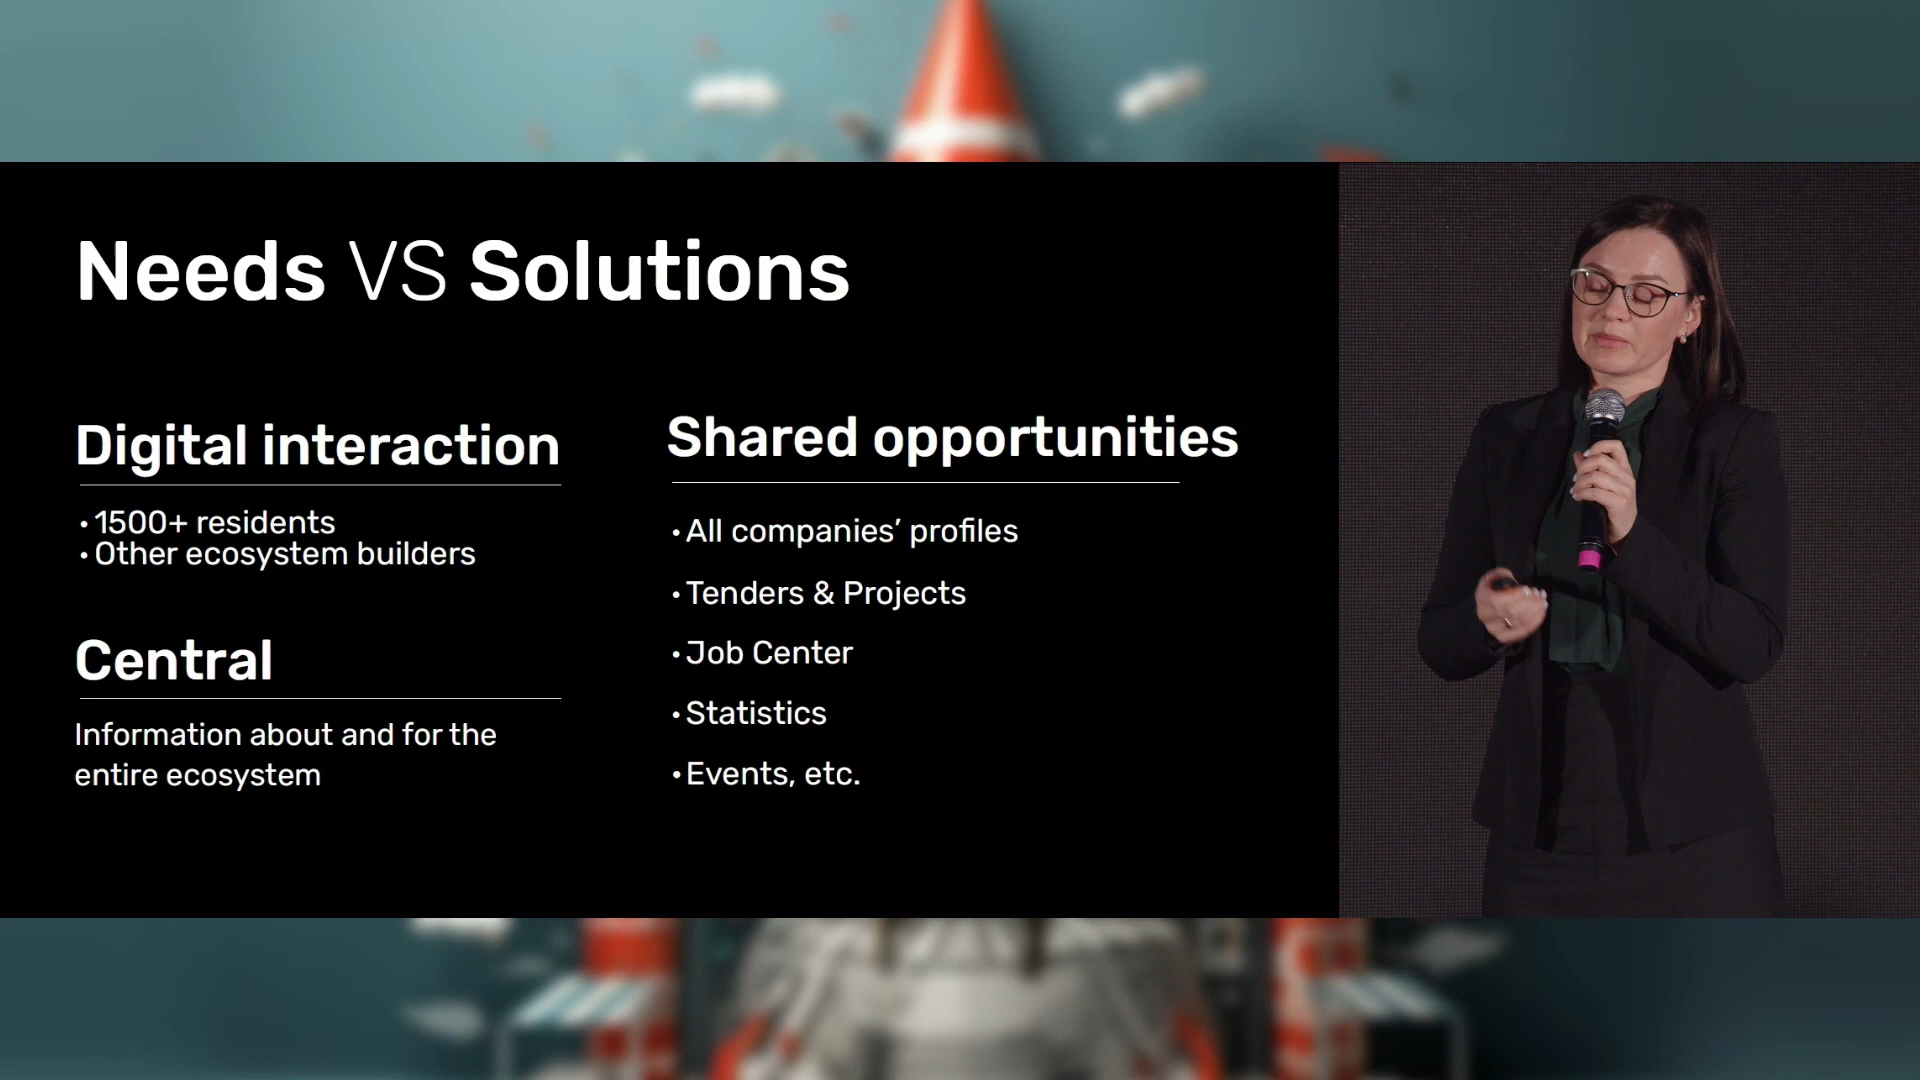 Needs VS Solutions
Digital interaction
• 1500+ residents
• Other ecosystem builders
Central
Information about and for the
entire ecosystem
Shared opportunities
• All companies’ profiles
• Tenders & Projects
• Job Center
• Statistics
• Events, etc.